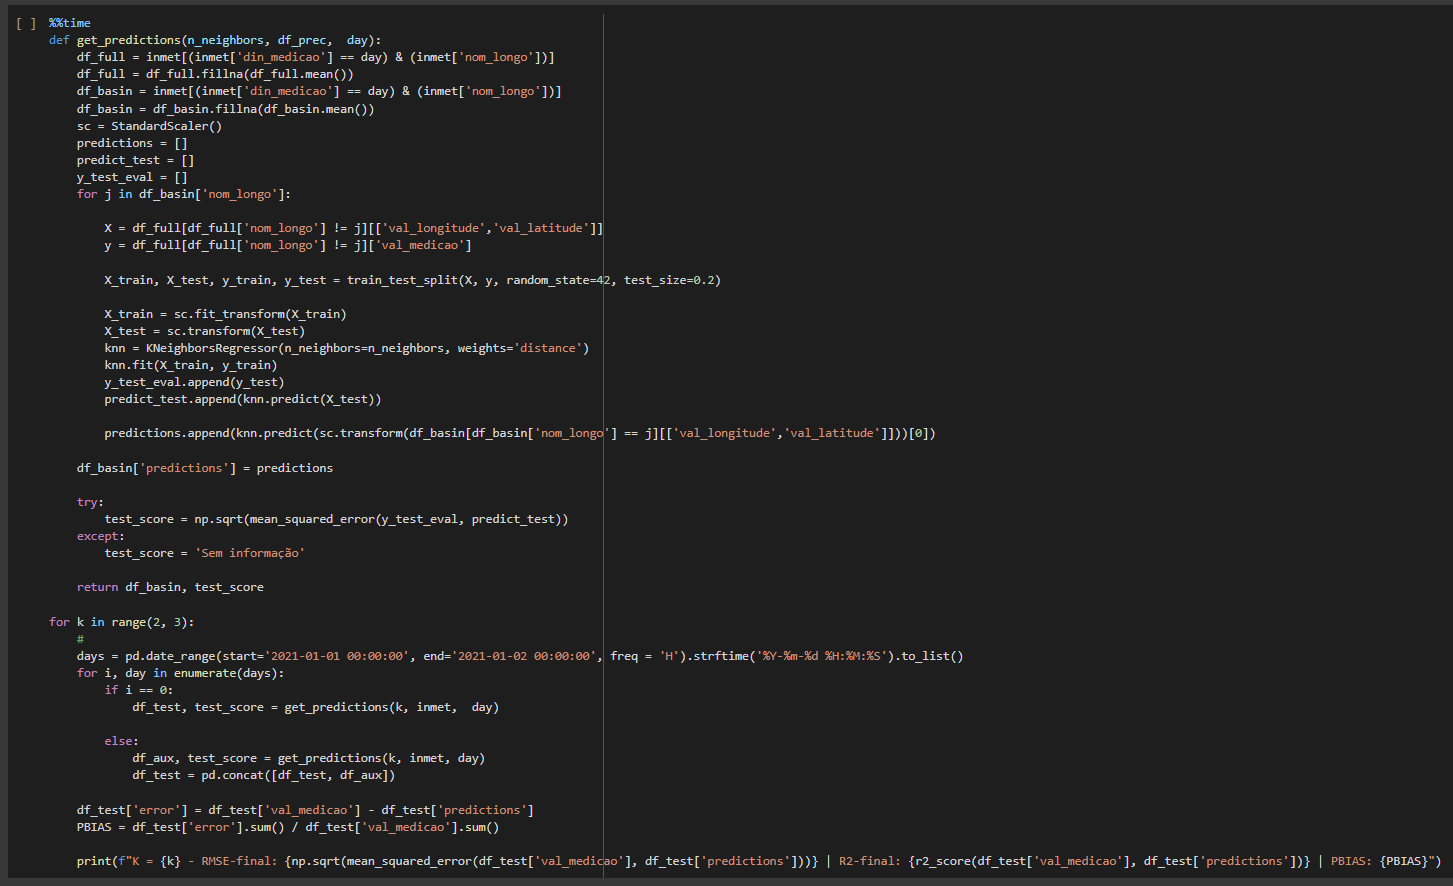 [ ] %%time
def get_predictions(n_neighbors, df_prec,  day):
    df_full = inmet[(inmet['din_medicao'] == day) & (inmet['nom_longo'])]
    df_full = df_full.fillna(df_full.mean())
    df_basin = inmet[(inmet['din_medicao'] == day) & (inmet['nom_longo'])]
    df_basin = df_basin.fillna(df_basin.mean())
    sc = StandardScaler()
    predictions = []
    predict_test = []
    y_test_eval = []
    for j in df_basin['nom_longo']:

        X = df_full[df_full['nom_longo'] != j][['val_longitude','val_latitude']]
        y = df_full[df_full['nom_longo'] != j]['val_medicao']

        X_train, X_test, y_train, y_test = train_test_split(X, y, random_state=42, test_size=0.2)

        X_train = sc.fit_transform(X_train)
        X_test = sc.transform(X_test)
        knn = KNeighborsRegressor(n_neighbors=n_neighbors, weights='distance')
        knn.fit(X_train, y_train)
        y_test_eval.append(y_test)
        predict_test.append(knn.predict(X_test))

        predictions.append(knn.predict(sc.transform(df_basin[df_basin['nom_longo'] == j][['val_longitude','val_latitude']]))[0])

    df_basin['predictions'] = predictions

    try:
        test_score = np.sqrt(mean_squared_error(y_test_eval, predict_test))
    except:
        test_score = 'Sem informação'

    return df_basin, test_score

for k in range(2, 3):
    #
    days = pd.date_range(start='2021-01-01 00:00:00', end='2021-01-02 00:00:00', freq = 'H').strftime('%Y-%m-%d %H:%M:%S').to_list()
    for i, day in enumerate(days):
        if i == 0:
            df_test, test_score = get_predictions(k, inmet,  day)

        else:
            df_aux, test_score = get_predictions(k, inmet, day)
            df_test = pd.concat([df_test, df_aux])

    df_test['error'] = df_test['val_medicao'] - df_test['predictions']
    PBIAS = df_test['error'].sum() / df_test['val_medicao'].sum()

    print(f"K = {k} - RMSE-final: {np.sqrt(mean_squared_error(df_test['val_medicao'], df_test['predictions']))} | R2-final: {r2_score(df_test['val_medicao'], df_test['predictions'])} | PBIAS: {PBIAS}")